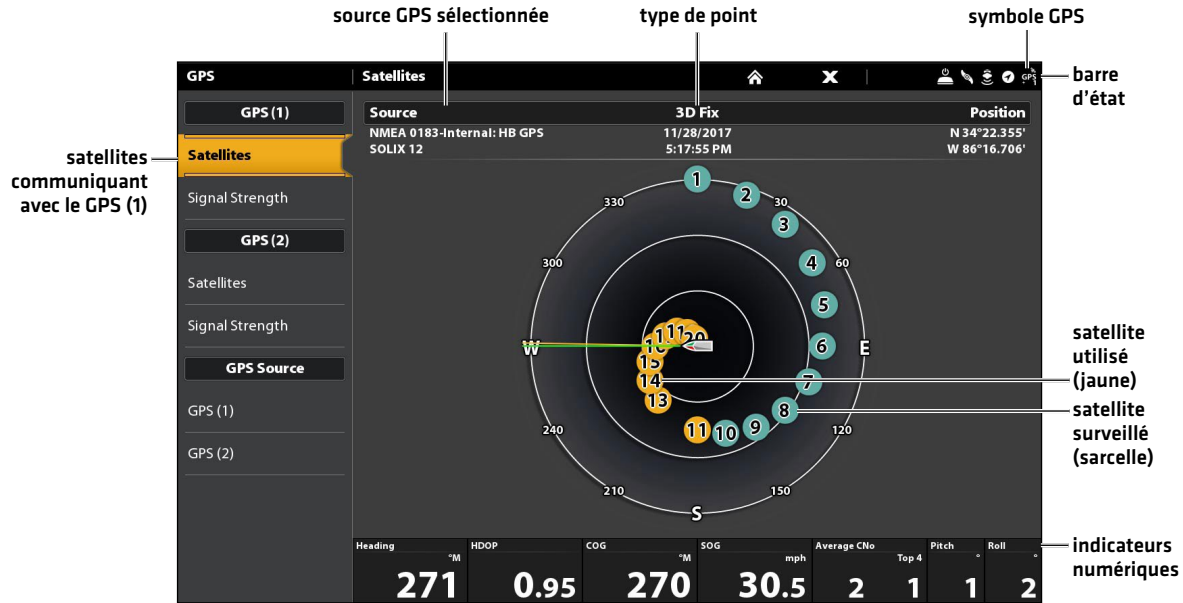 source GPS sélectionnée
type de point
symbole GPS
GPS
Satellites
GPS
barre
d'état
GPS (1)
Satellites
Signal Strength
GPS (2)
Satellites
Signal Strength
GPS Source
GPS (1)
GPS (2)
satellites
communiquant
avec le GPS (1)
Source
3D Fix
Position
NMEA 0183-Internal: HB GPS
11/28/2017
N 34°22.355'
SOLIX 12
5:17:55 PM
W 86°16.706'
1
2
3
4
5
6
7
8
9
10
11
13
14
15
16
20
330
30
300
60
W
E
240
120
210
150
S
satellite
utilisé
(jaune)
satellite
surveillé
(sarcelle)
Heading
°M
271
HDOP
0.95
COG
°M
270
SOG
mph
30.5
Average CNo
2
Top 4
1
Pitch
°
1
Roll
°
2
indicateurs
numériques